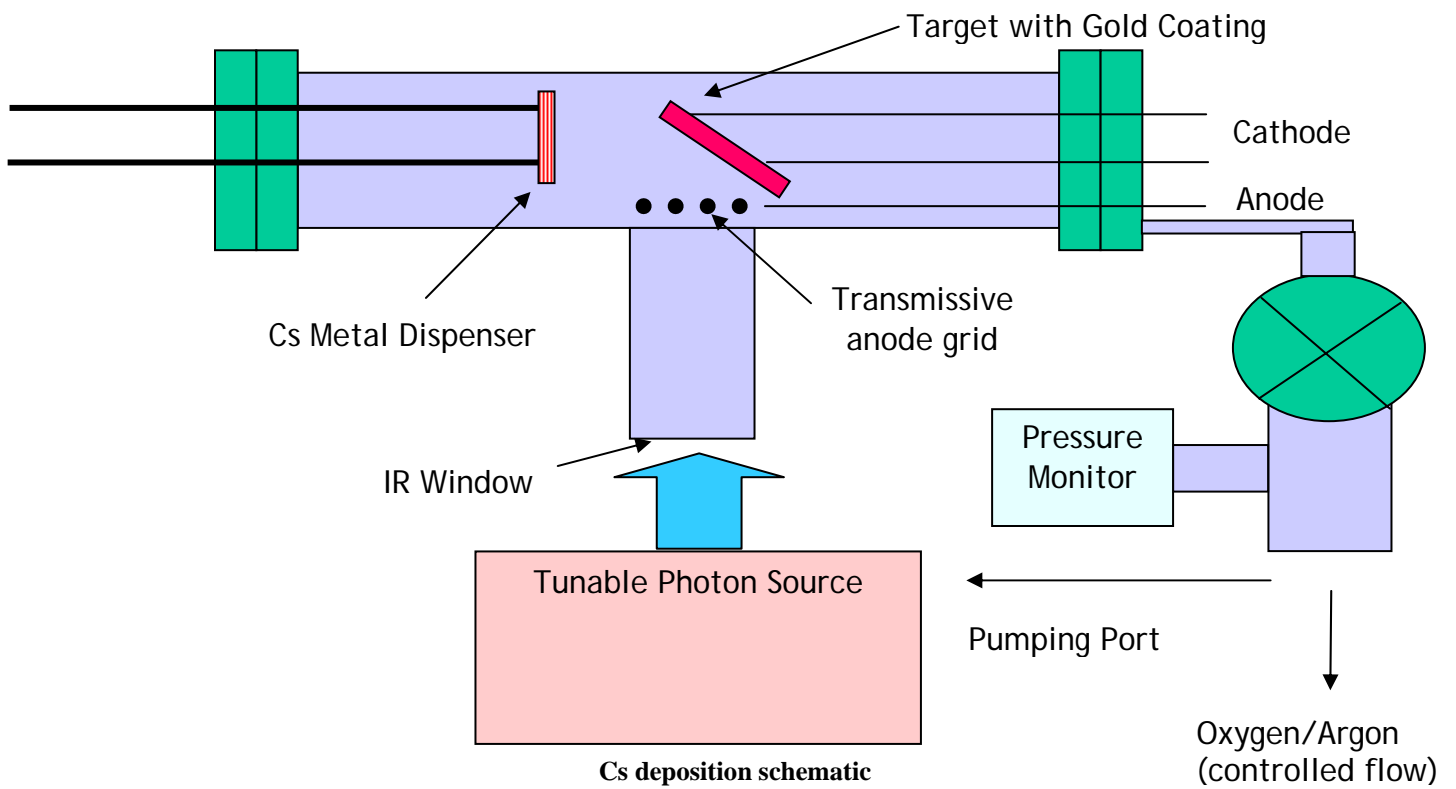 Target with Gold Coating
Cathode
Anode
Cs Metal Dispenser
Transmissive
anode grid
IR Window
Pressure
Monitor
Tunable Photon Source
Pumping Port
Oxygen/Argon
(controlled flow)
Cs deposition schematic